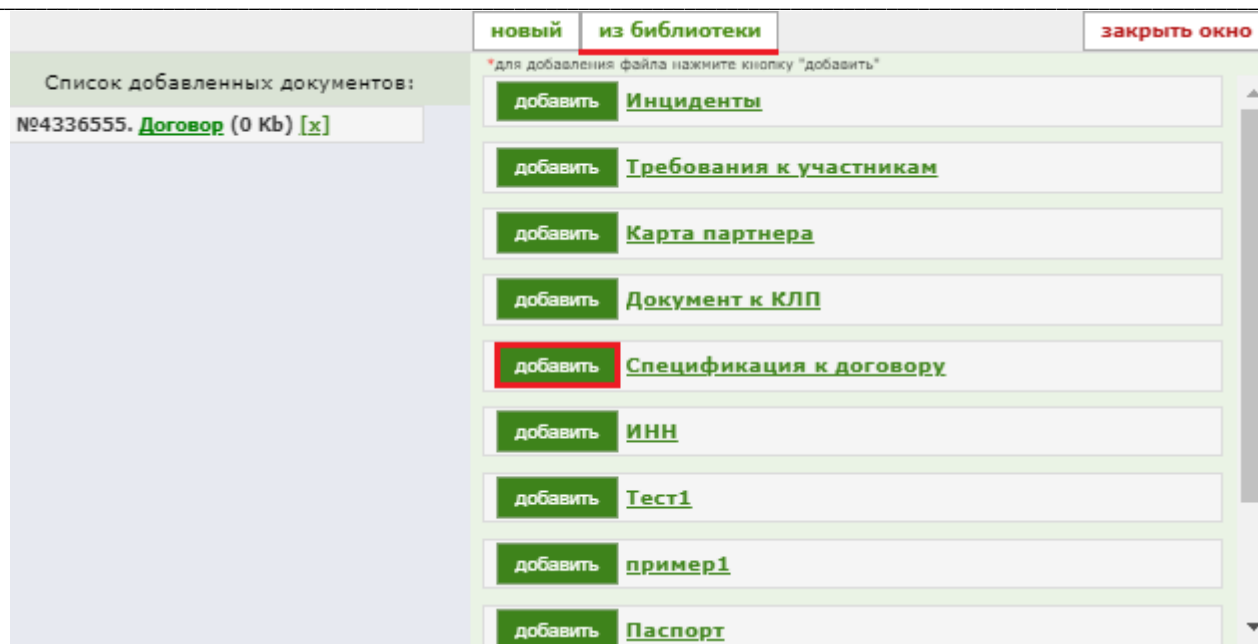 новый из библиотеки закрыть окно
*для добавления файла нажмите кнопку "добавить"
Список добавленных документов:
№4336555. Договор (0 Kb) [x]
добавить Инциденты
добавить Требования к участникам
добавить Карта партнера
добавить Документ к КЛП
добавить Спецификация к договору
добавить ИНН
добавить Тест1
добавить пример1
добавить Паспорт